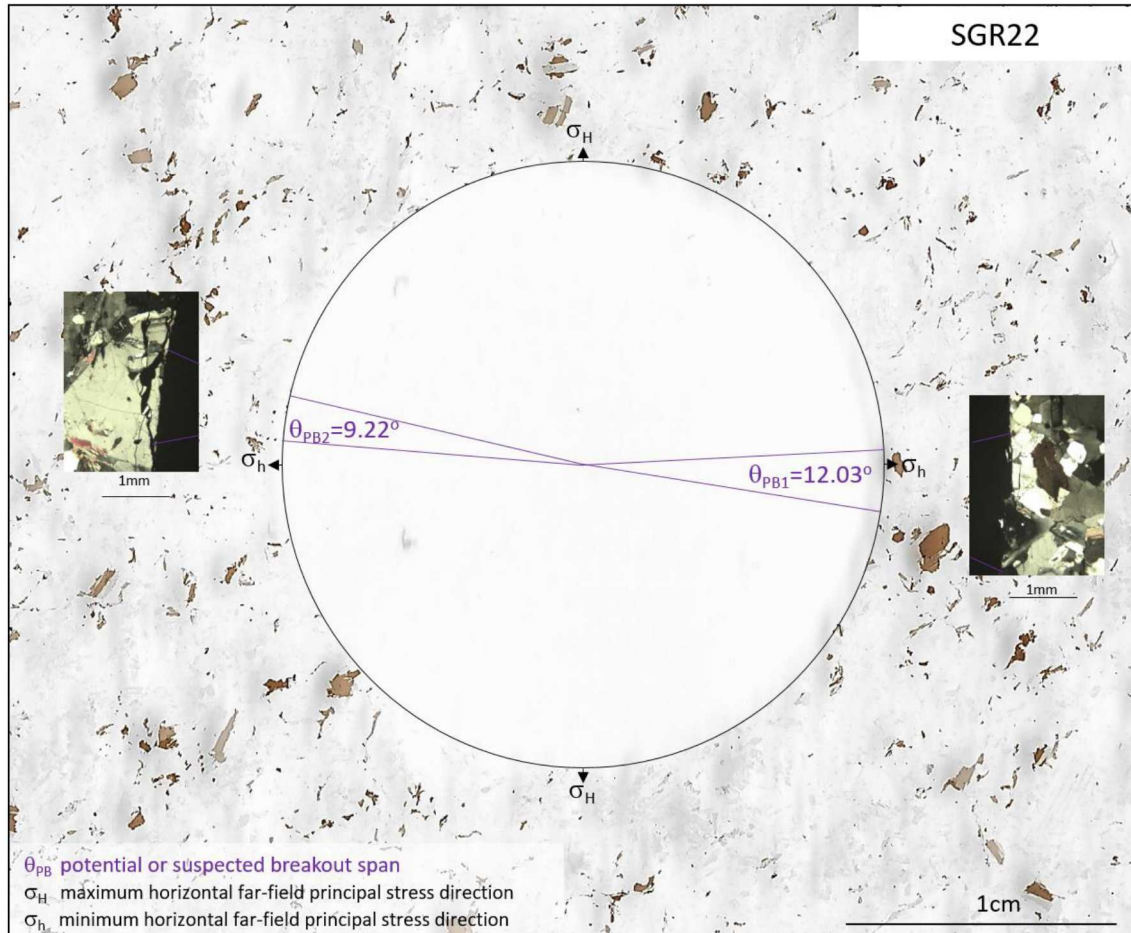 SGR22
σH
θPB2=9.22°
σh
θPB1=12.03°
σh
1mm
1mm
σH
θPB potential or suspected breakout span
σH maximum horizontal far-field principal stress direction
σh minimum horizontal far-field principal stress direction
1cm